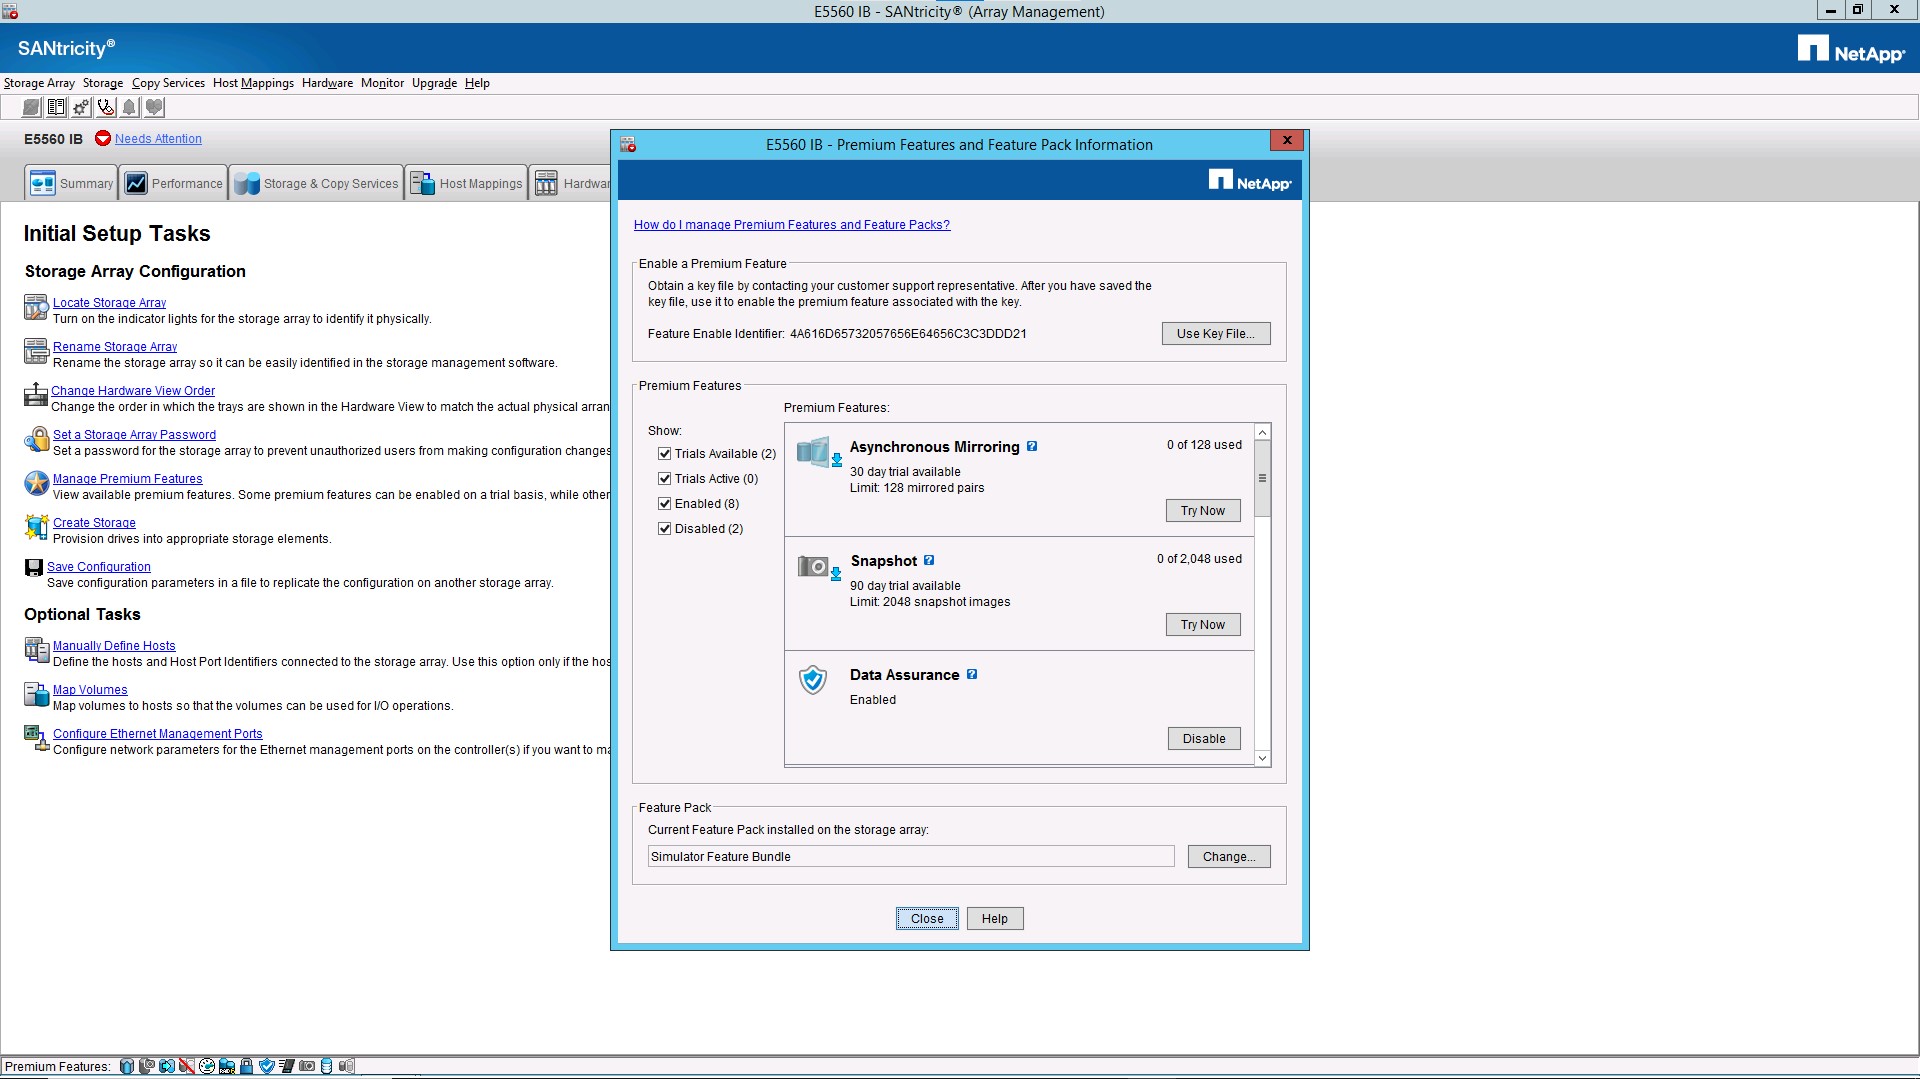 E5560 IB - SANtricity® (Array Management)
SANtricity®
NetApp®
Storage Array Storage Copy Services Host Mappings Hardware Monitor Upgrade Help
E5560 IB Needs Attention
Summary Performance Storage & Copy Services Host Mappings Hardwar
Initial Setup Tasks
Storage Array Configuration
Locate Storage Array
Turn on the indicator lights for the storage array to identify it physically.
Rename Storage Array
Rename the storage array so it can be easily identified in the storage management software.
Change Hardware View Order
Change the order in which the trays are shown in the Hardware View to match the actual physical arran
Set a Storage Array Password
Set a password for the storage array to prevent unauthorized users from making configuration changes
Manage Premium Features
View available premium features. Some premium features can be enabled on a trial basis, while other
Create Storage
Provision drives into appropriate storage elements.
Save Configuration
Save configuration parameters in a file to replicate the configuration on another storage array.
Optional Tasks
Manually Define Hosts
Define the hosts and Host Port Identifiers connected to the storage array. Use this option only if the hos
Map Volumes
Map volumes to hosts so that the volumes can be used for I/O operations.
Configure Ethernet Management Ports
Configure network parameters for the Ethernet management ports on the controller(s) if you want to ma
E5560 IB - Premium Features and Feature Pack Information
NetApp®
How do I manage Premium Features and Feature Packs?
Enable a Premium Feature
Obtain a key file by contacting your customer support representative. After you have saved the
key file, use it to enable the premium feature associated with the key.
Feature Enable Identifier: 4A616D65732057656E64656C3C3DDD21 Use Key File...
Premium Features
Premium Features:
Show:
Trials Available (2)
Trials Active (0)
Enabled (8)
Disabled (2)
Asynchronous Mirroring 0 of 128 used
30 day trial available
Limit: 128 mirrored pairs
Try Now
Snapshot 0 of 2,048 used
90 day trial available
Limit: 2048 snapshot images
Try Now
Data Assurance
Enabled
Disable
Feature Pack
Current Feature Pack installed on the storage array:
Simulator Feature Bundle Change...
Close Help
Premium Features: